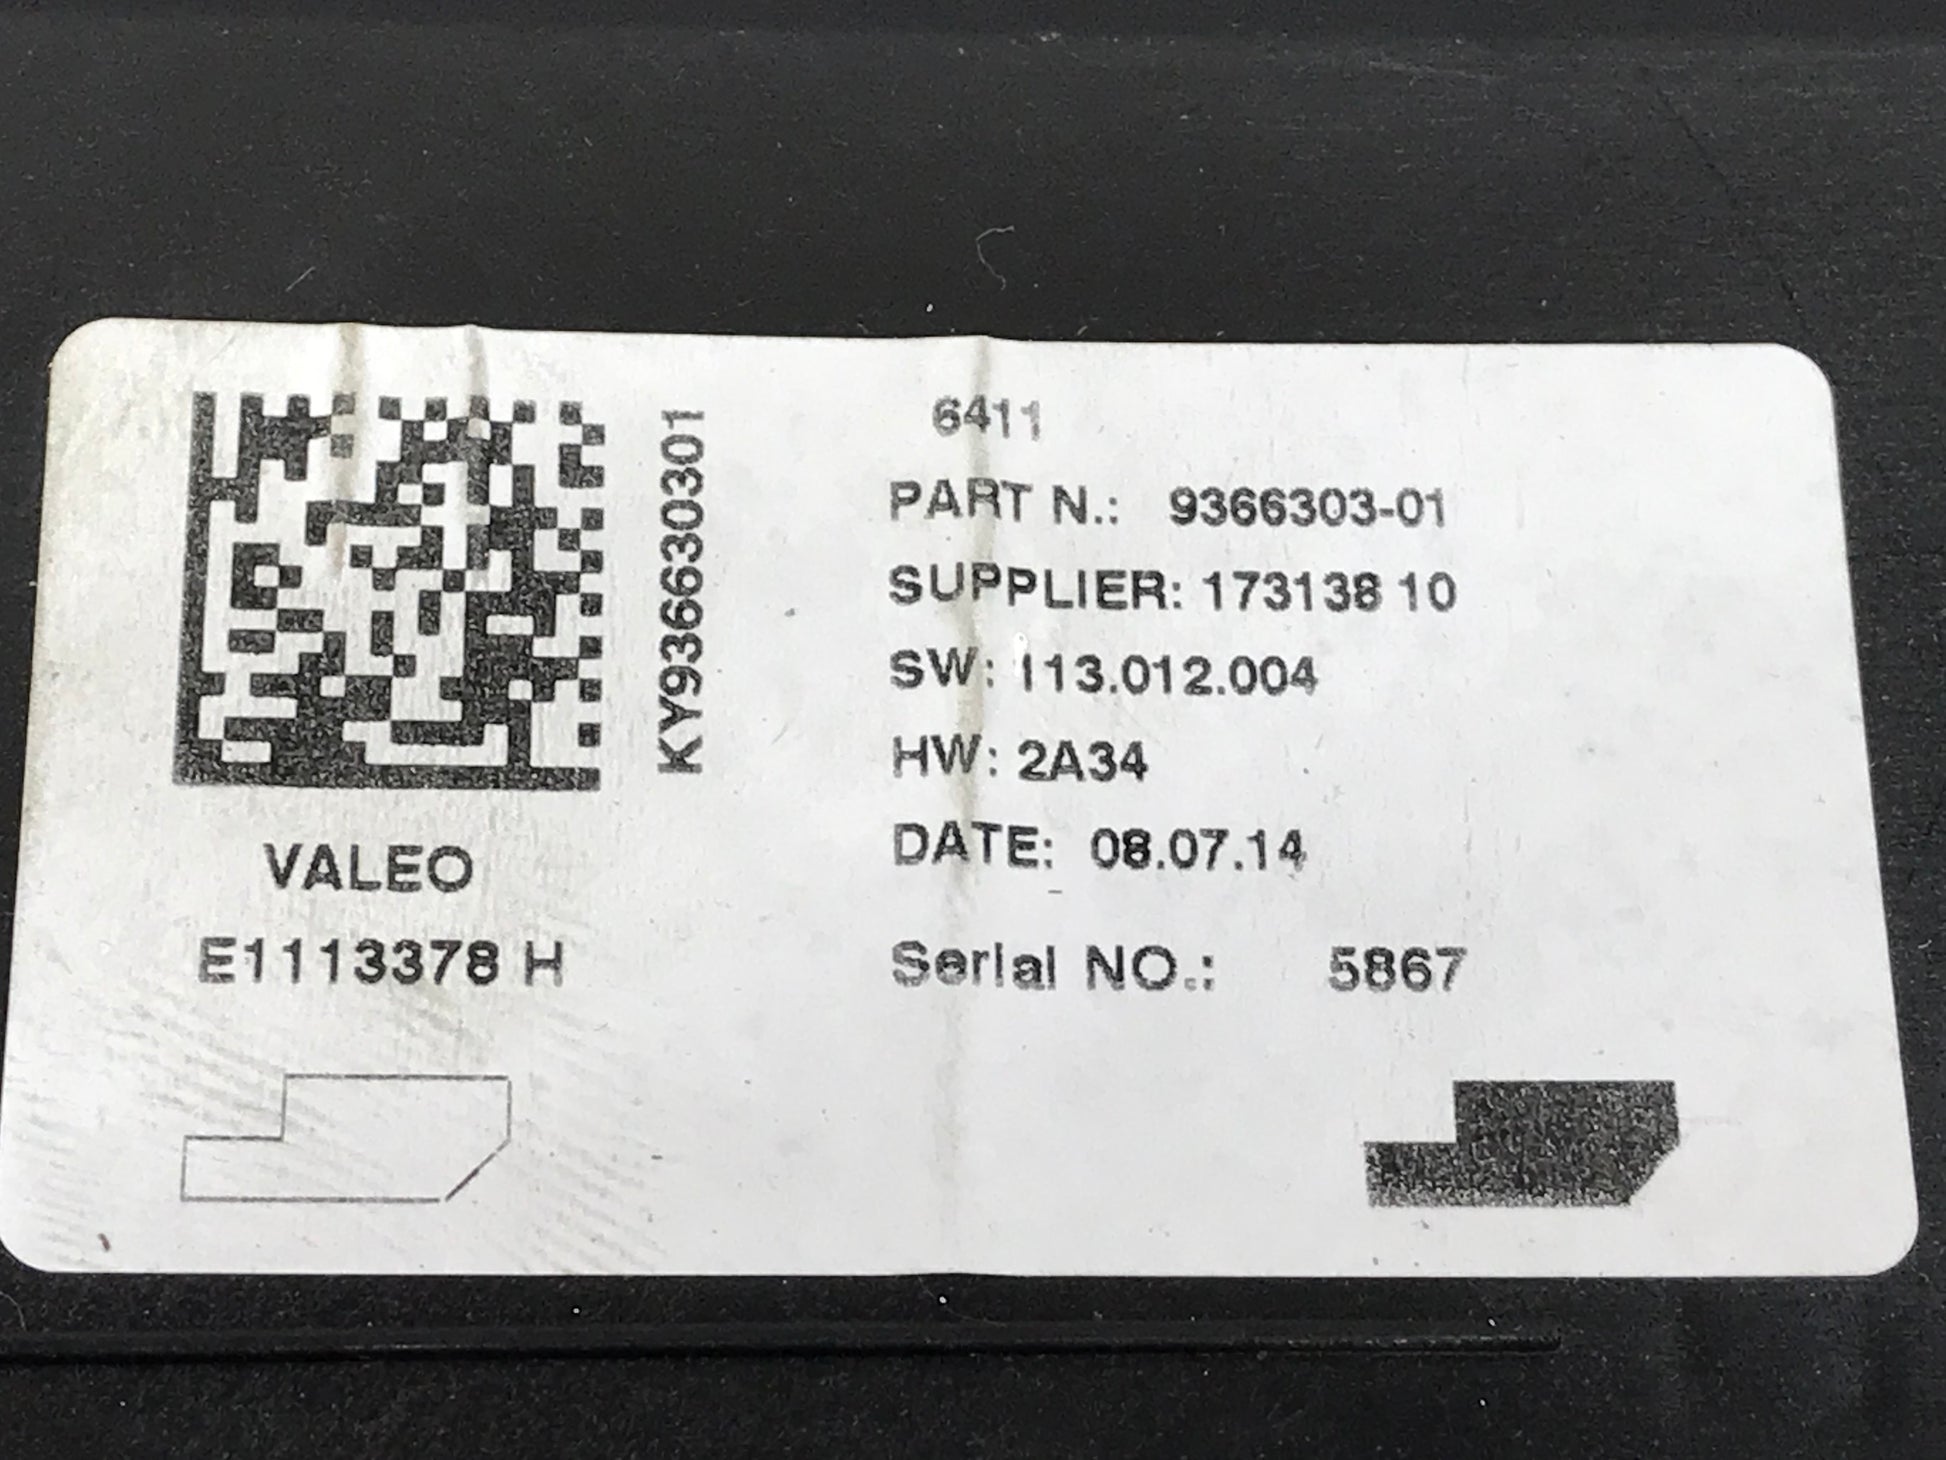 6411
KY936630301
PART N.: 9366303-01
SUPPLIER: 173138 10
SW: 113.012.004
HW: 2A34
DATE: 08.07.14
VALEO
E1113378 H
Serial NO.: 5867